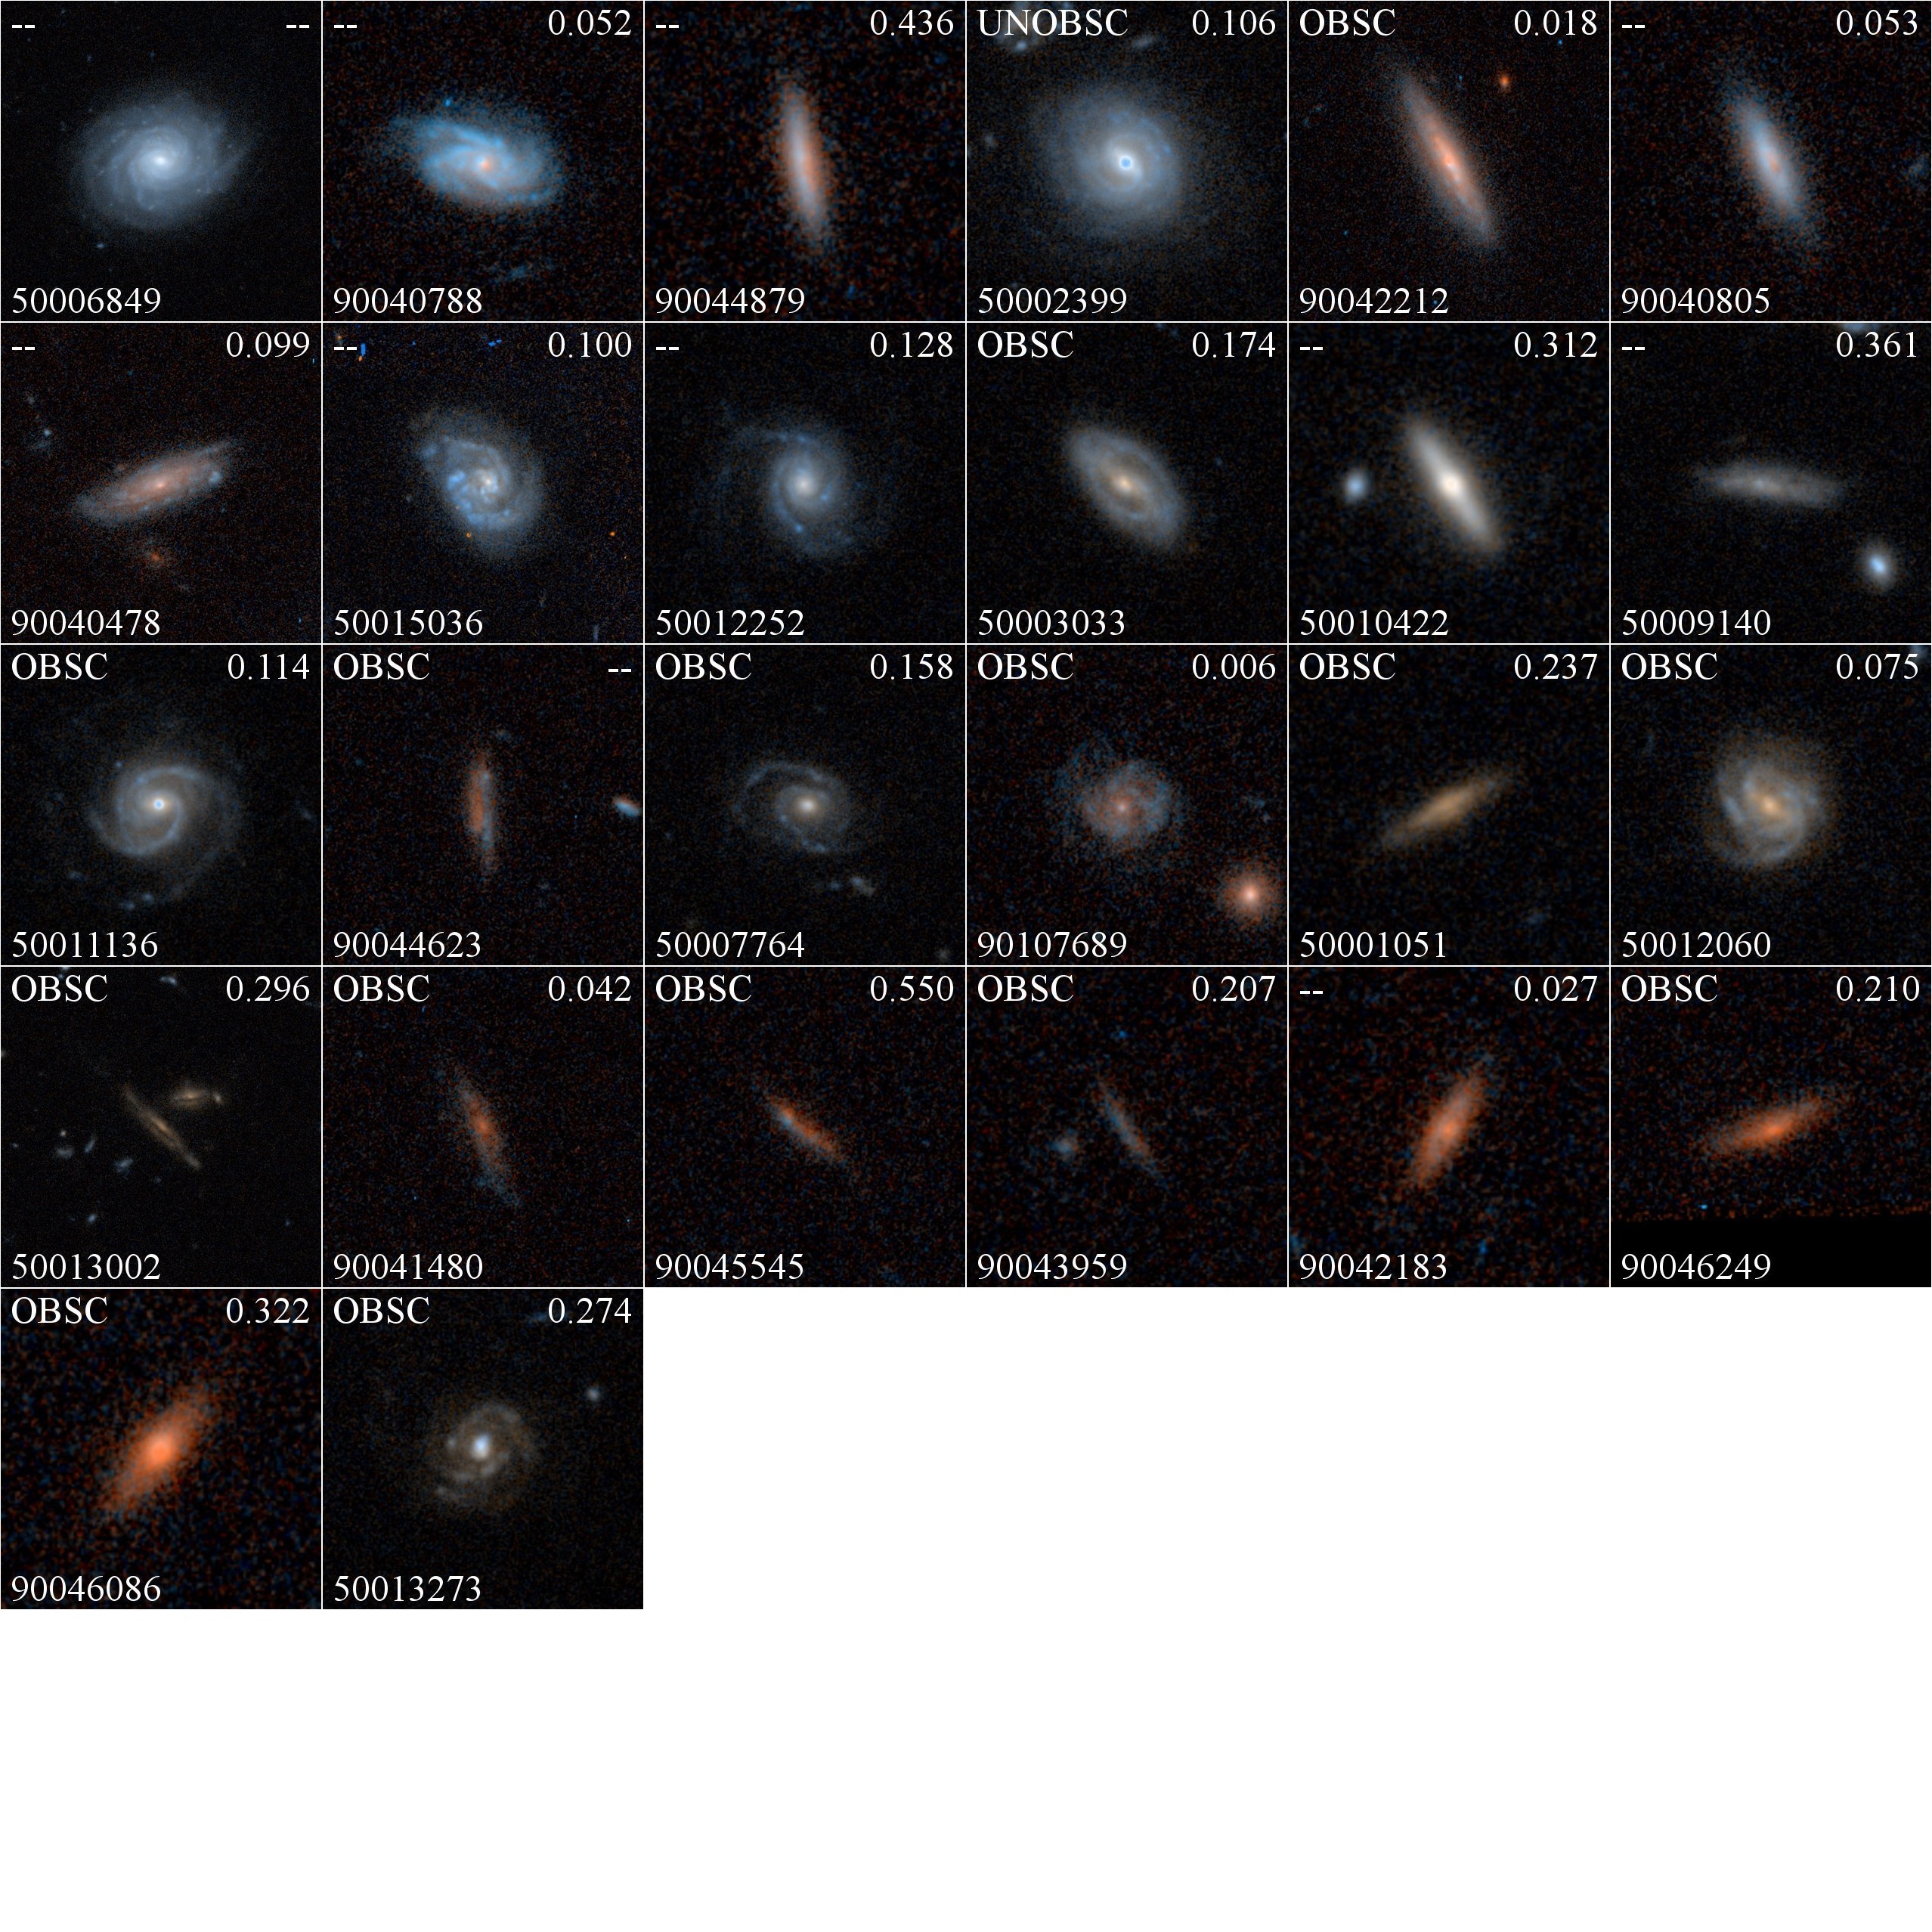 -- --
50006849
-- 0.052
90040788
-- 0.436
90044879
UNOBSC 0.106
50002399
OBSC 0.018
90042212
-- 0.053
90040805
-- 0.099
90040478
-- 0.100
50015036
-- 0.128
50012252
OBSC 0.174
50003033
-- 0.312
50010422
-- 0.361
50009140
OBSC 0.114
50011136
OBSC --
90044623
OBSC 0.158
50007764
OBSC 0.006
90107689
OBSC 0.237
50001051
OBSC 0.075
50012060
OBSC 0.296
50013002
OBSC 0.042
90041480
OBSC 0.550
90045545
OBSC 0.207
90043959
-- 0.027
90042183
OBSC 0.210
90046249
OBSC 0.322
90046086
OBSC 0.274
50013273